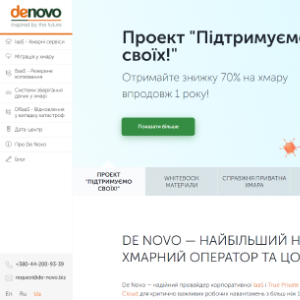 denovo
inspired by the future
IaaS - Хмарні сервіси
Міграція у хмару
BaaS - Резервне
копіювання
Системи зберігання
даних у хмарі
DRaaS - Відновлення
у випадку катастроф
Дата-центр
Про De Novo
Блог
+380-44-200-93-39
request@de-novo.biz
En Ru Ua
Проект "Підтримуємо
своїх!"
Отримайте знижку 70% на хмару
впродовж 1 року!
Показати більше
ПРОЕКТ
"ПІДТРИМУЄМО
СВОЇХ!"
WHITEBOOK
МАТЕРІАЛИ
СПРАВЖНЯ ПРИВАТНА
ХМАРА
DE NOVO — НАЙБІЛЬШИЙ Н
ХМАРНИЙ ОПЕРАТОР ТА ЦО
De Novo — надійний провайдер корпоративної IaaS і True Private
Cloud для критично важливих робочих навантажень з більш ніж 1